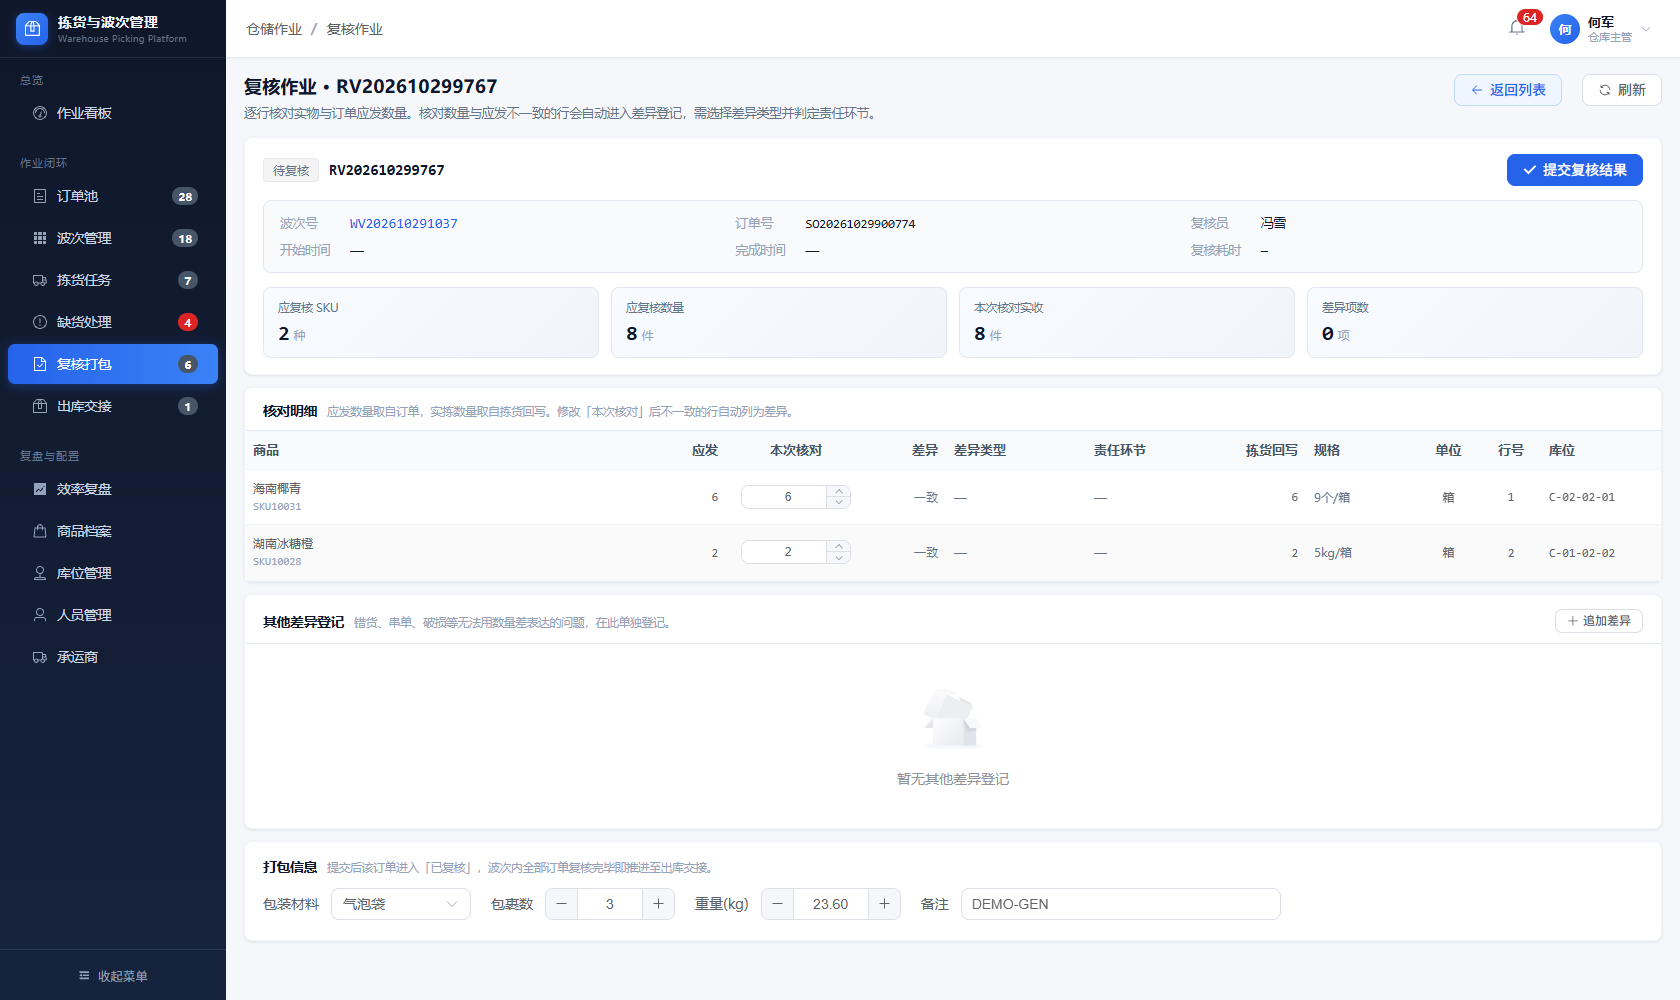 拣货与波次管理
Warehouse Picking Platform
总览
作业看板
作业闭环
订单池 28
波次管理 18
拣货任务 7
缺货处理 4
复核打包 6
出库交接 1
复盘与配置
效率复盘
商品档案
库位管理
人员管理
承运商
收起菜单
仓储作业 / 复核作业
64
何 何军
仓库主管
复核作业 • RV202610299767
逐行核对实物与订单应发数量。核对数量与应发不一致的行会自动进入差异登记，需选择差异类型并判定责任环节。
返回列表
刷新
待复核 RV202610299767
提交复核结果
波次号 WV202610291037 订单号 SO20261029900774 复核员 冯雪
开始时间 — 完成时间 — 复核耗时 –
应复核 SKU
2 种
应复核数量
8 件
本次核对实收
8 件
差异项数
0 项
核对明细 应发数量取自订单，实拣数量取自拣货回写。修改「本次核对」后不一致的行自动列为差异。
商品 应发 本次核对 差异 差异类型 责任环节 拣货回写 规格 单位 行号 库位
海南椰青
SKU10031
6 6 一致 — — 6 9个/箱 箱 1 C-02-02-01
湖南冰糖橙
SKU10028
2 2 一致 — — 2 5kg/箱 箱 2 C-01-02-02
其他差异登记 错货、串单、破损等无法用数量差表达的问题，在此单独登记。
追加差异
暂无其他差异登记
打包信息 提交后该订单进入「已复核」，波次内全部订单复核完毕即推进至出库交接。
包装材料 气泡袋 包裹数 3 重量(kg) 23.60 备注 DEMO-GEN